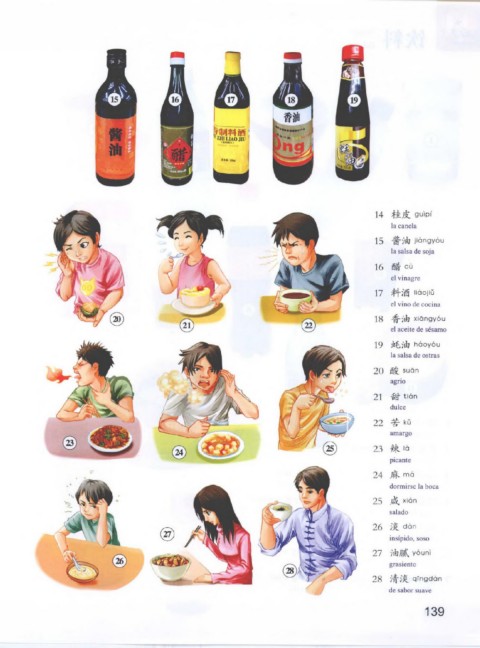 15
16
17
18
19
酱油
醋
料酒
LIAO JIU
香油
14 桂皮 guìpí
la canela
15 酱油 jiàngyóu
la salsa de soja
16 醋 cù
el vinagre
17 料酒 liàojiǔ
el vino de cocina
18 香油 xiāngyóu
el aceite de sésamo
19 蚝油 háoyóu
la salsa de ostras
20 酸 suān
agrio
21 甜 tián
dulce
22 苦 kǔ
amargo
23 辣 là
picante
24 麻 má
dormirse la boca
25 咸 xián
salado
26 淡 dàn
insípido, soso
27 油腻 yóunì
grasiento
28 清淡 qīngdàn
de sabor suave
20
21
22
23
24
25
26
27
28
139